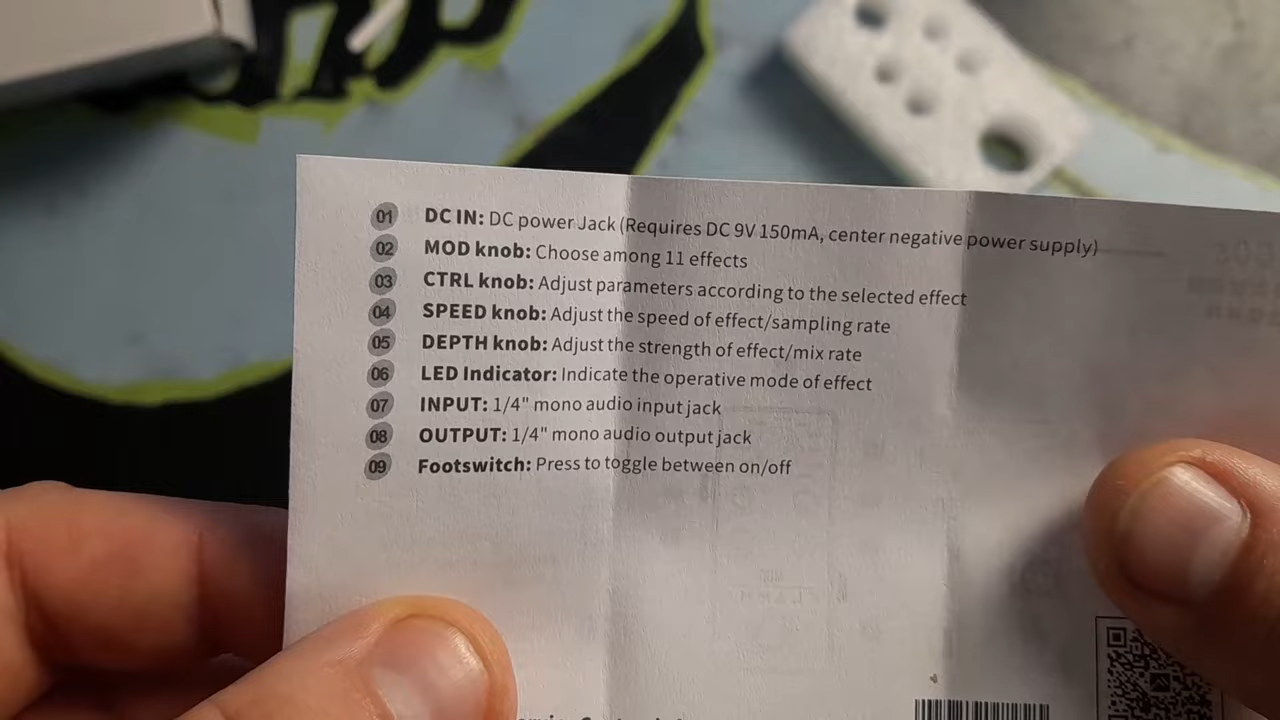 01 DC IN: DC power Jack (Requires DC 9V 150mA, center negative power supply)
02 MOD knob: Choose among 11 effects
03 CTRL knob: Adjust parameters according to the selected effect
04 SPEED knob: Adjust the speed of effect/sampling rate
05 DEPTH knob: Adjust the strength of effect/mix rate
06 LED Indicator: Indicate the operative mode of effect
07 INPUT: 1/4" mono audio input jack
08 OUTPUT: 1/4" mono audio output jack
09 Footswitch: Press to toggle between on/off